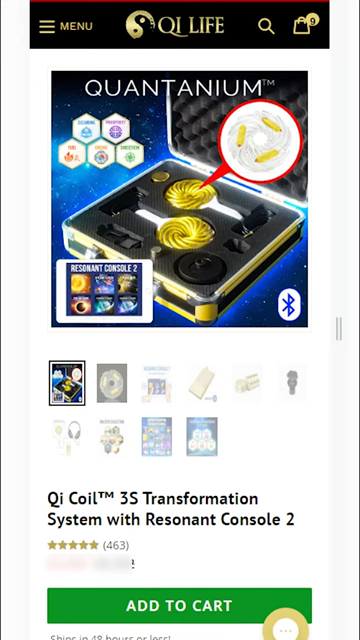 MENU
QI LIFE
9
QUANTANIUM™
RESONANT CONSOLE 2
Qi Coil™ 3S Transformation
System with Resonant Console 2
(463)
ADD TO CART
Ships in 48 hours or less!